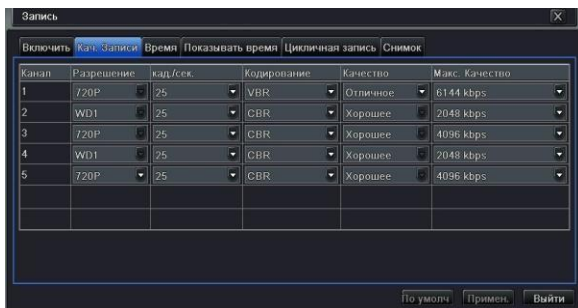 Запись
Включить Кач. Записи Время Показывать время Цикличная запись Снимок
Канал Разрешение кад./сек. Кодирование Качество Макс. Качество
1 720P 25 VBR Отличное 6144 kbps
2 WD1 25 CBR Хорошее 2048 kbps
3 720P 25 CBR Хорошее 4096 kbps
4 WD1 25 CBR Хорошее 2048 kbps
5 720P 25 CBR Хорошее 4096 kbps
По умолч Примен. Выйти